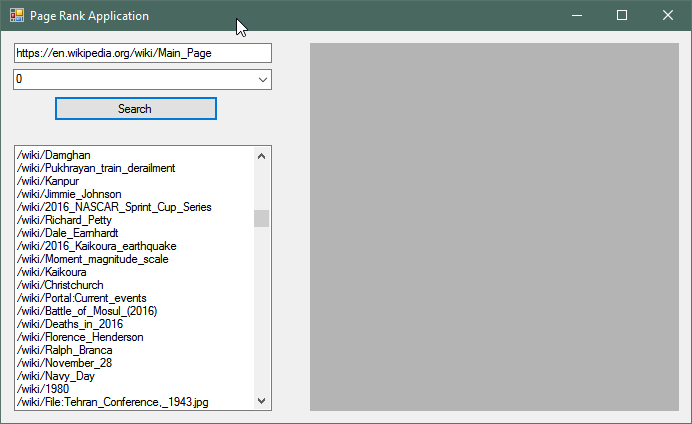 Page Rank Application
https://en.wikipedia.org/wiki/Main_Page
0
Search
/wiki/Damghan
/wiki/Pukhrayan_train_derailment
/wiki/Kanpur
/wiki/Jimmie_Johnson
/wiki/2016_NASCAR_Sprint_Cup_Series
/wiki/Richard_Petty
/wiki/Dale_Earnhardt
/wiki/2016_Kaikoura_earthquake
/wiki/Moment_magnitude_scale
/wiki/Kaikoura
/wiki/Christchurch
/wiki/Portal:Current_events
/wiki/Battle_of_Mosul_(2016)
/wiki/Deaths_in_2016
/wiki/Florence_Henderson
/wiki/Ralph_Branca
/wiki/November_28
/wiki/Navy_Day
/wiki/1980
/wiki/File:Tehran_Conference,_1943.jpg